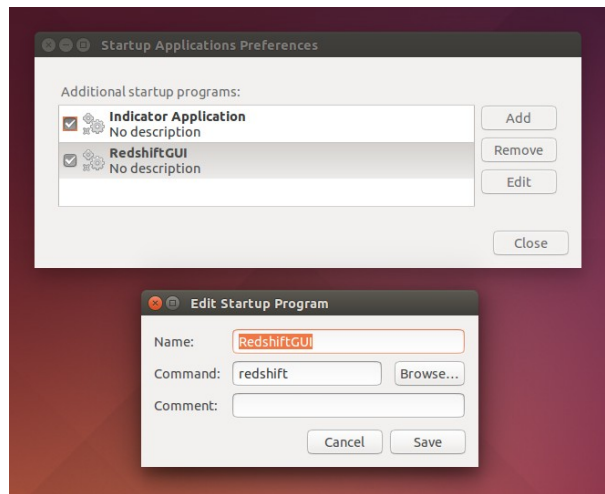 Startup Applications Preferences
Additional startup programs:
Indicator Application
No description
Add
RedshiftGUI
No description
Remove
Edit
Close
Edit Startup Program
Name: RedshiftGUI
Command: redshift Browse...
Comment:
Cancel Save